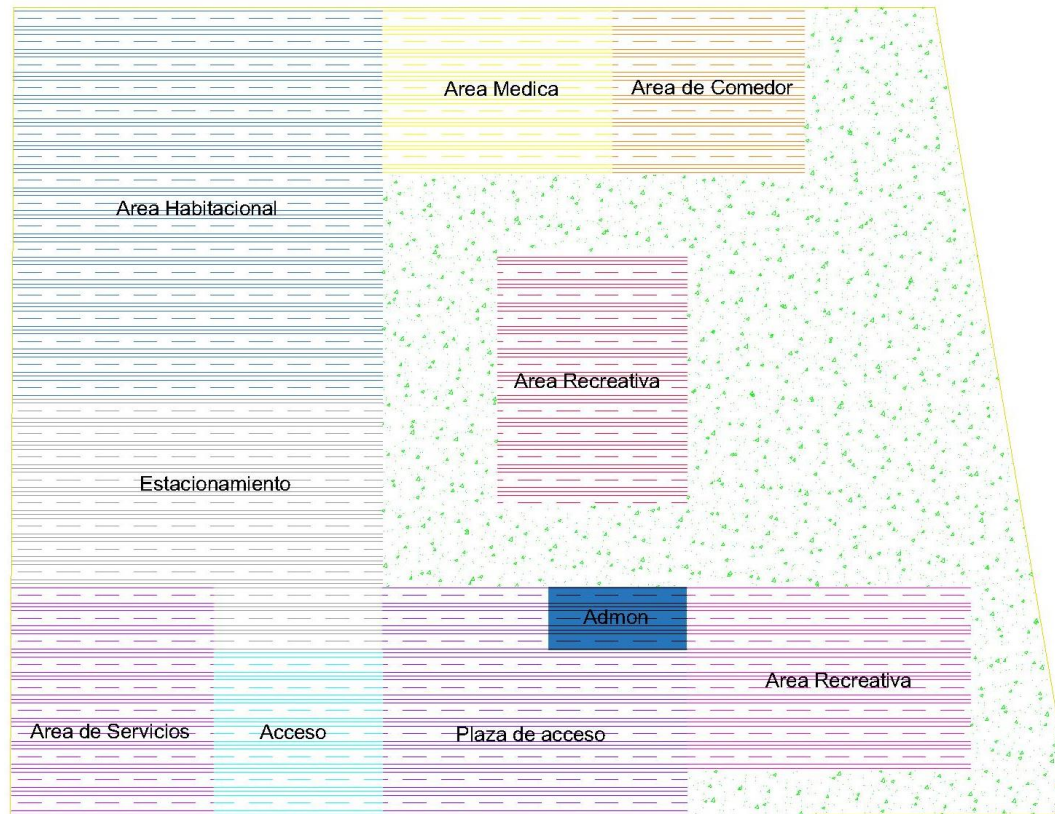 Area Medica
Area de Comedor
Area Habitacional
Area Recreativa
Estacionamiento
Admon
Area Recreativa
Area de Servicios
Acceso
Plaza de acceso